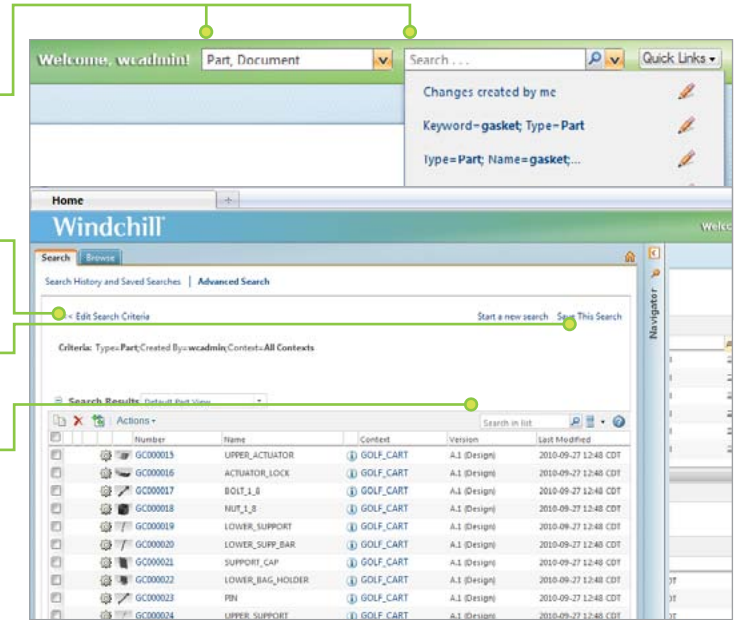 Welcome, wcadmin! Part, Document Search . . . Quick Links
Changes created by me
Keyword=gasket; Type=Part
Type=Part; Name=gasket;...
Home
Windchill
Search Browse
Search History and Saved Searches | Advanced Search
Navigator
< Edit Search Criteria Start a new search Save This Search
Criteria: Type=Part;Created By=wcadmin;Context=All Contexts
Search Results Default Part View
Actions Search in list
Number Name Context Version Last Modified
GC000015 UPPER_ACTUATOR GOLF_CART A.1 (Design) 2010-09-27 12:48 CDT
GC000016 ACTUATOR_LOCK GOLF_CART A.1 (Design) 2010-09-27 12:48 CDT
GC000017 BOLT_1_8 GOLF_CART A.1 (Design) 2010-09-27 12:48 CDT
GC000018 NUT_1_8 GOLF_CART A.1 (Design) 2010-09-27 12:48 CDT
GC000019 LOWER_SUPPORT GOLF_CART A.1 (Design) 2010-09-27 12:48 CDT
GC000020 LOWER_SUPP_BAR GOLF_CART A.1 (Design) 2010-09-27 12:48 CDT
GC000021 SUPPORT_CAP GOLF_CART A.1 (Design) 2010-09-27 12:48 CDT
GC000022 LOWER_BAG_HOLDER GOLF_CART A.1 (Design) 2010-09-27 12:48 CDT
GC000023 PIN GOLF_CART A.1 (Design) 2010-09-27 12:48 CDT
GC000024 UPPER_SUPPORT GOLF_CART A.1 (Design) 2010-09-27 12:48 CDT